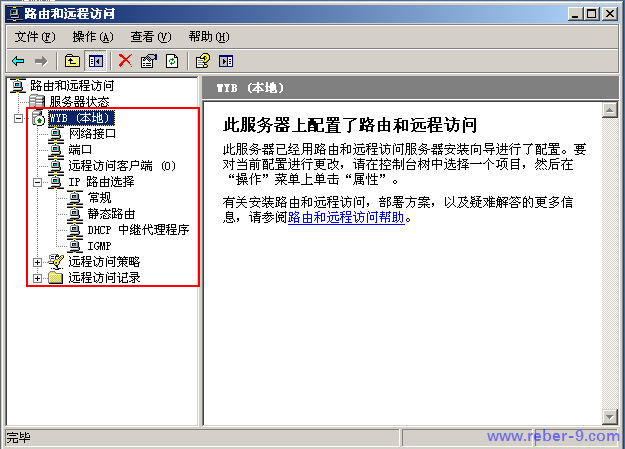 路由和远程访问
文件(F) 操作(A) 查看(V) 帮助(H)
路由和远程访问
服务器状态
WYB (本地)
网络接口
端口
远程访问客户端 (0)
IP 路由选择
常规
静态路由
DHCP 中继代理程序
IGMP
远程访问策略
远程访问记录
WYB (本地)
此服务器上配置了路由和远程访问
此服务器已经用路由和远程访问服务器安装向导进行了配置。要
对当前配置进行更改，请在控制台树中选择一个项目，然后在
“操作”菜单上单击“属性”。
有关安装路由和远程访问，部署方案，以及疑难解答的更多信
息，请参阅路由和远程访问帮助。
完毕
www.reber-9.com